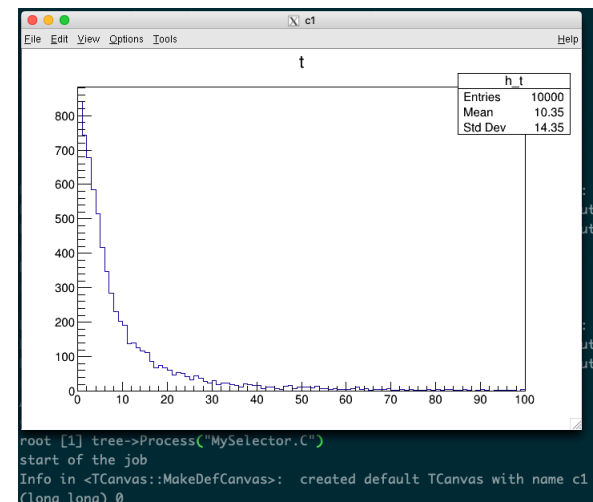 c1
File Edit View Options Tools Help
t
h_t
Entries 10000
Mean 10.35
Std Dev 14.35
800
700
600
500
400
300
200
100
0
0 10 20 30 40 50 60 70 80 90 100
root [1] tree->Process("MySelector.C")
start of the job
Info in <TCanvas::MakeDefCanvas>: created default TCanvas with name c1
(long long) 0